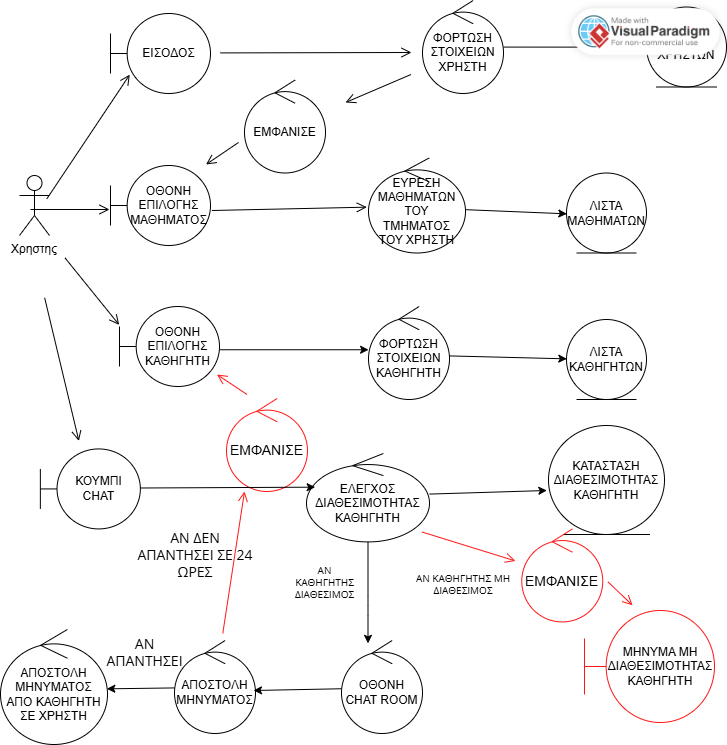 Made with
Visual Paradigm
For non-commercial use
ΕΙΣΟΔΟΣ
ΦΟΡΤΩΣΗ
ΣΤΟΙΧΕΙΩΝ
ΧΡΗΣΤΗ
ΧΡΗΣΤΩΝ
ΕΜΦΑΝΙΣΕ
Χρηστης
ΟΘΟΝΗ
ΕΠΙΛΟΓΗΣ
ΜΑΘΗΜΑΤΟΣ
ΕΥΡΕΣΗ
ΜΑΘΗΜΑΤΩΝ
ΤΟΥ
ΤΜΗΜΑΤΟΣ
ΤΟΥ ΧΡΗΣΤΗ
ΛΙΣΤΑ
ΜΑΘΗΜΑΤΩΝ
ΟΘΟΝΗ
ΕΠΙΛΟΓΗΣ
ΚΑΘΗΓΗΤΗ
ΦΟΡΤΩΣΗ
ΣΤΟΙΧΕΙΩΝ
ΚΑΘΗΓΗΤΗ
ΛΙΣΤΑ
ΚΑΘΗΓΗΤΩΝ
ΕΜΦΑΝΙΣΕ
ΚΟΥΜΠΙ
CHAT
ΕΛΕΓΧΟΣ
ΔΙΑΘΕΣΙΜΟΤΗΤΑΣ
ΚΑΘΗΓΗΤΗ
ΚΑΤΑΣΤΑΣΗ
ΔΙΑΘΕΣΙΜΟΤΗΤΑΣ
ΚΑΘΗΓΗΤΗ
ΑΝ ΔΕΝ
ΑΠΑΝΤΗΣΕΙ ΣΕ 24
ΩΡΕΣ
ΑΝ
ΚΑΘΗΓΗΤΗΣ
ΔΙΑΘΕΣΙΜΟΣ
ΑΝ ΚΑΘΗΓΗΤΗΣ ΜΗ
ΔΙΑΘΕΣΙΜΟΣ
ΕΜΦΑΝΙΣΕ
ΜΗΝΥΜΑ ΜΗ
ΔΙΑΘΕΣΙΜΟΤΗΤΑΣ
ΚΑΘΗΓΗΤΗ
ΑΝ
ΑΠΑΝΤΗΣΕΙ
ΑΠΟΣΤΟΛΗ
ΜΗΝΥΜΑΤΟΣ
ΑΠΟ ΚΑΘΗΓΗΤΗ
ΣΕ ΧΡΗΣΤΗ
ΑΠΟΣΤΟΛΗ
ΜΗΝΥΜΑΤΟΣ
ΟΘΟΝΗ
CHAT ROOM